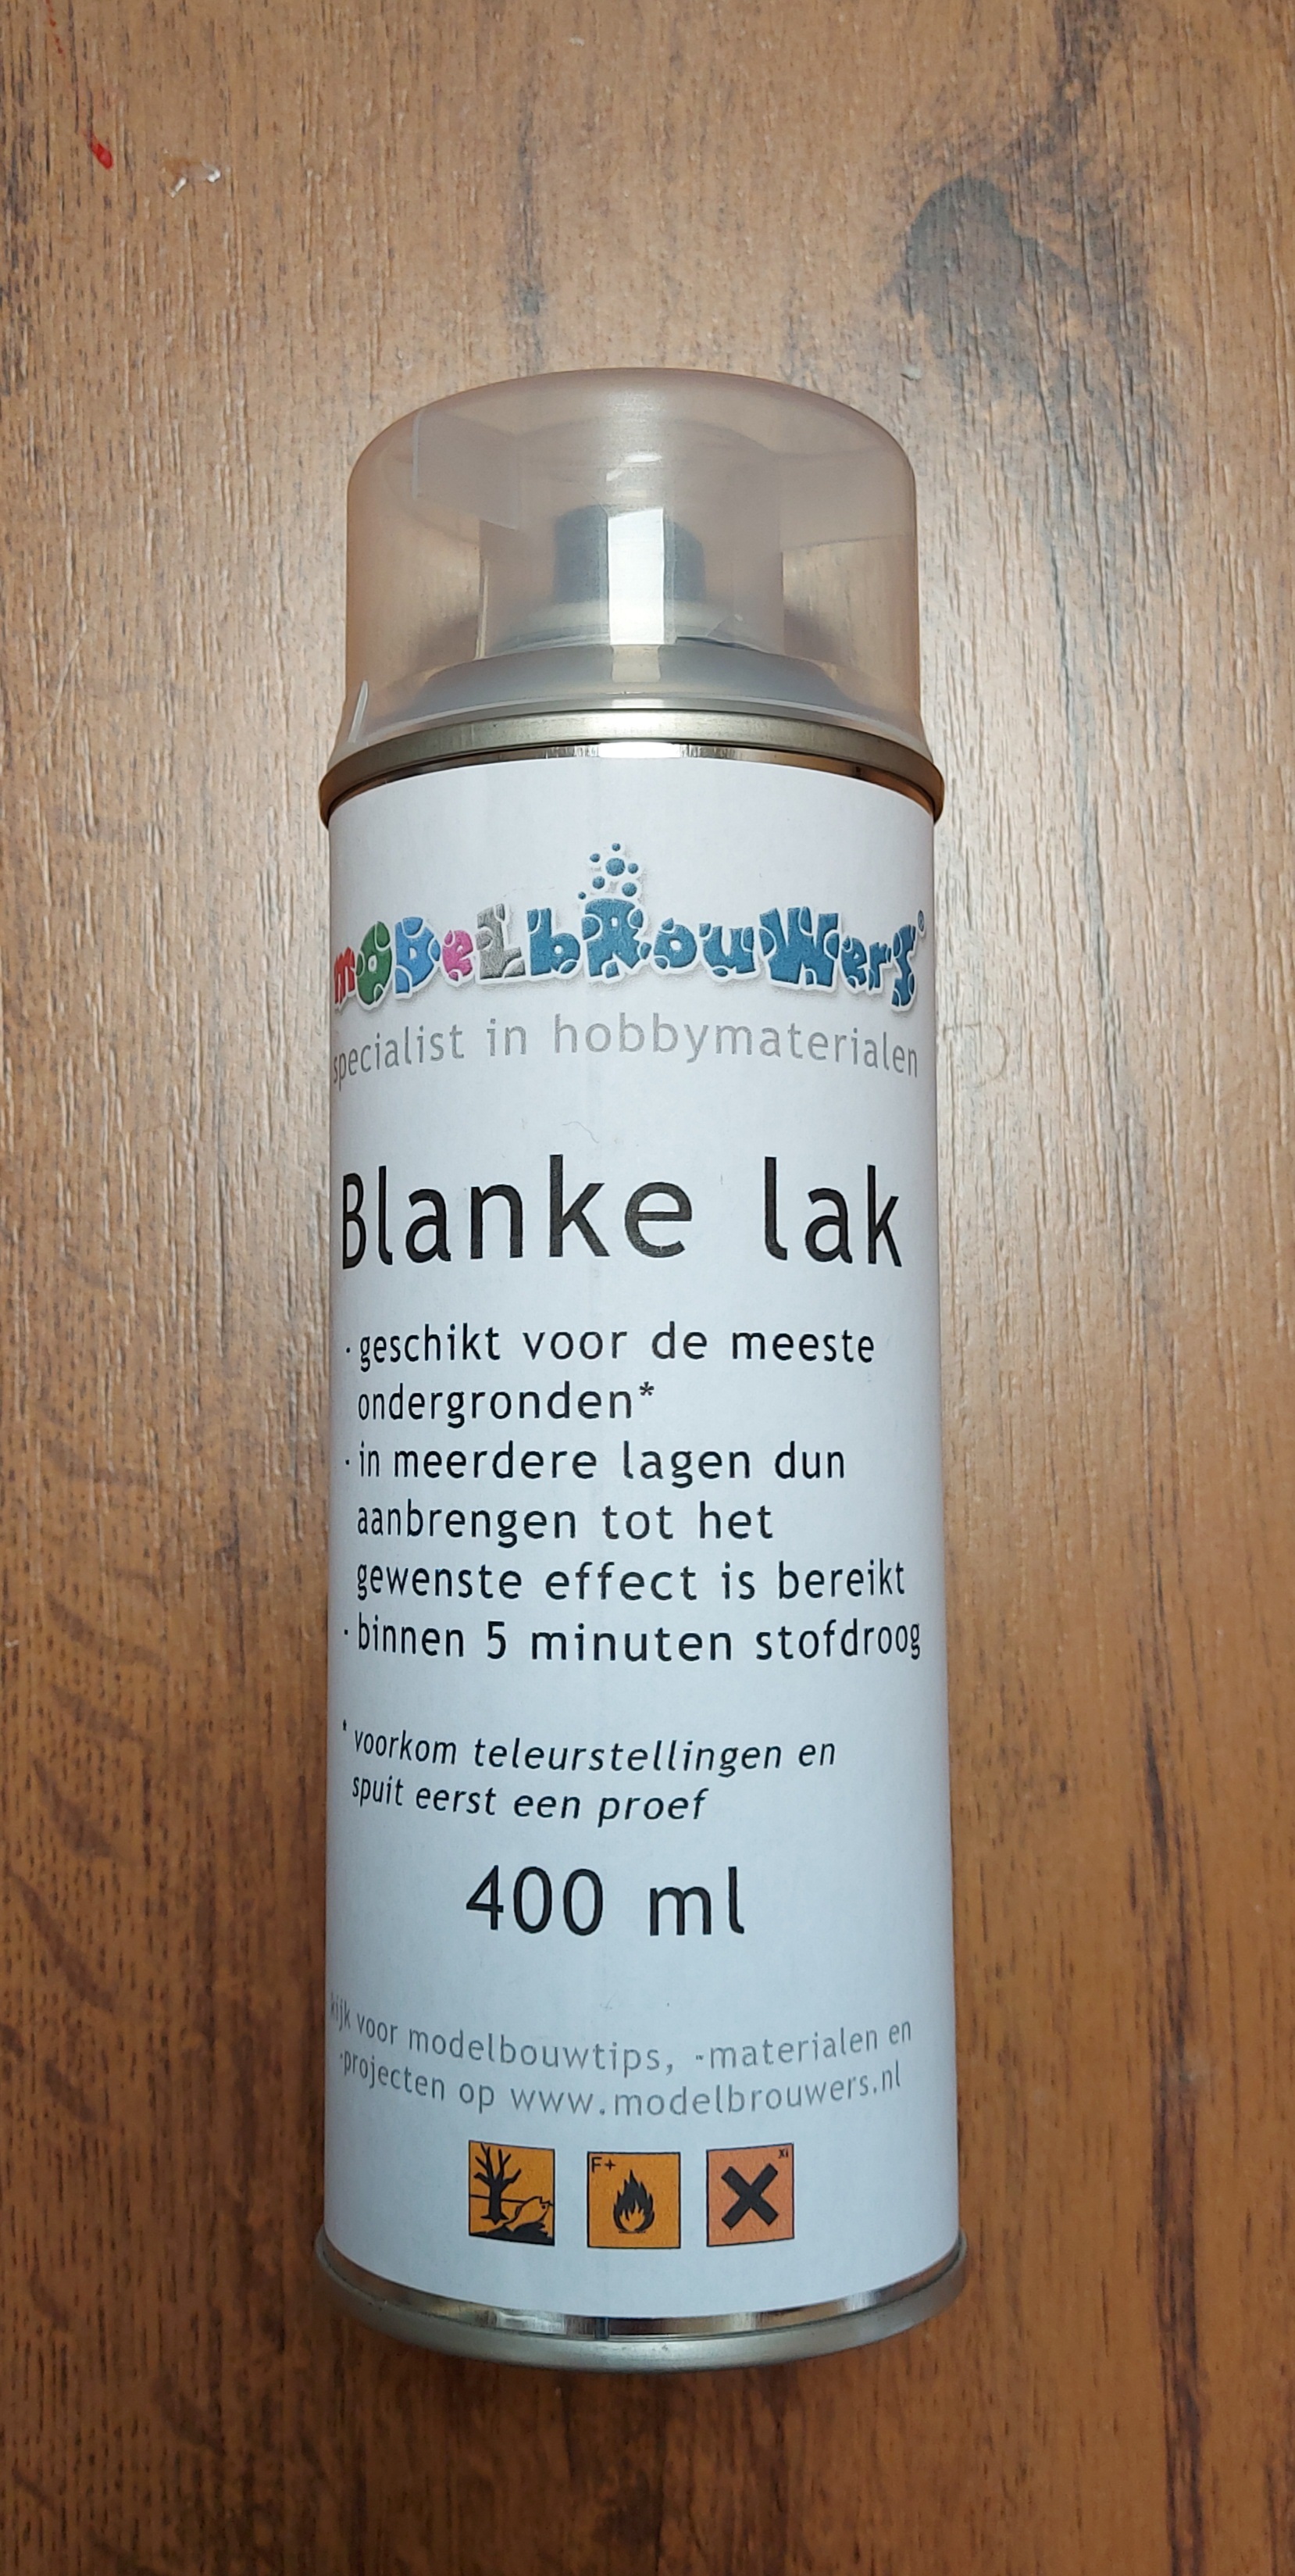 moDelbRouWers®
specialist in hobbymaterialen
Blanke lak
· geschikt voor de meeste
ondergronden*
· in meerdere lagen dun
aanbrengen tot het
gewenste effect is bereikt
· binnen 5 minuten stofdroog
* voorkom teleurstellingen en
spuit eerst een proef
400 ml
kijk voor modelbouwtips, -materialen en
-projecten op www.modelbrouwers.nl
F+
Xi